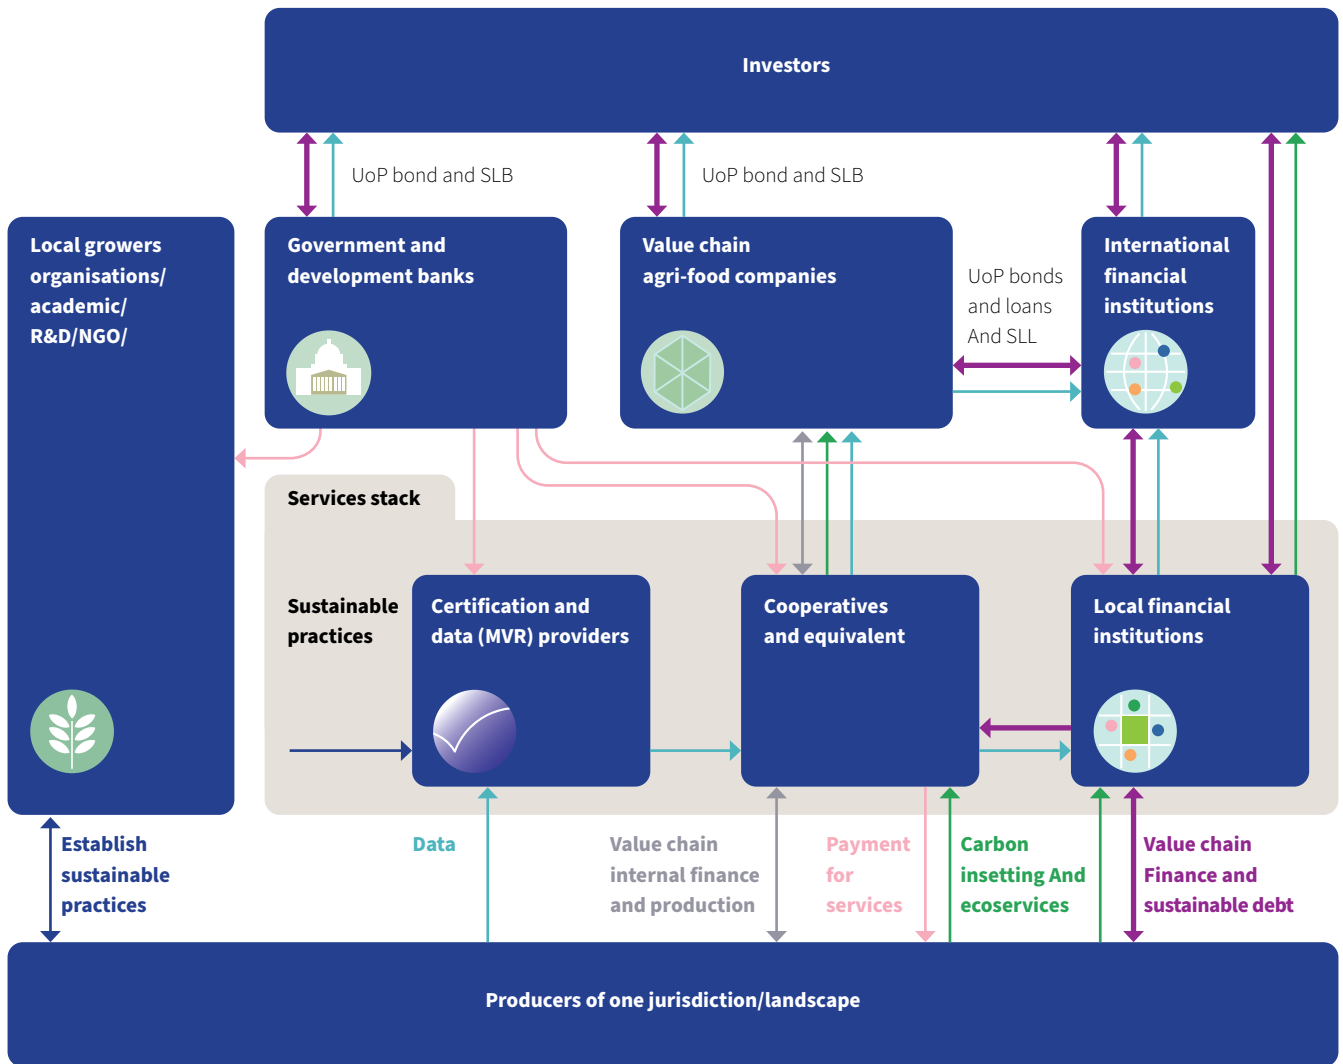 Investors
UoP bond and SLB
UoP bond and SLB
Local growers
organisations/
academic/
R&D/NGO/
Government and
development banks
Value chain
agri-food companies
UoP bonds
and loans
And SLL
International
financial
institutions
Services stack
Sustainable
practices
Certification and
data (MVR) providers
Cooperatives
and equivalent
Local financial
institutions
Establish
sustainable
practices
Data
Value chain
internal finance
and production
Payment
for
services
Carbon
insetting And
ecoservices
Value chain
Finance and
sustainable debt
Producers of one jurisdiction/landscape